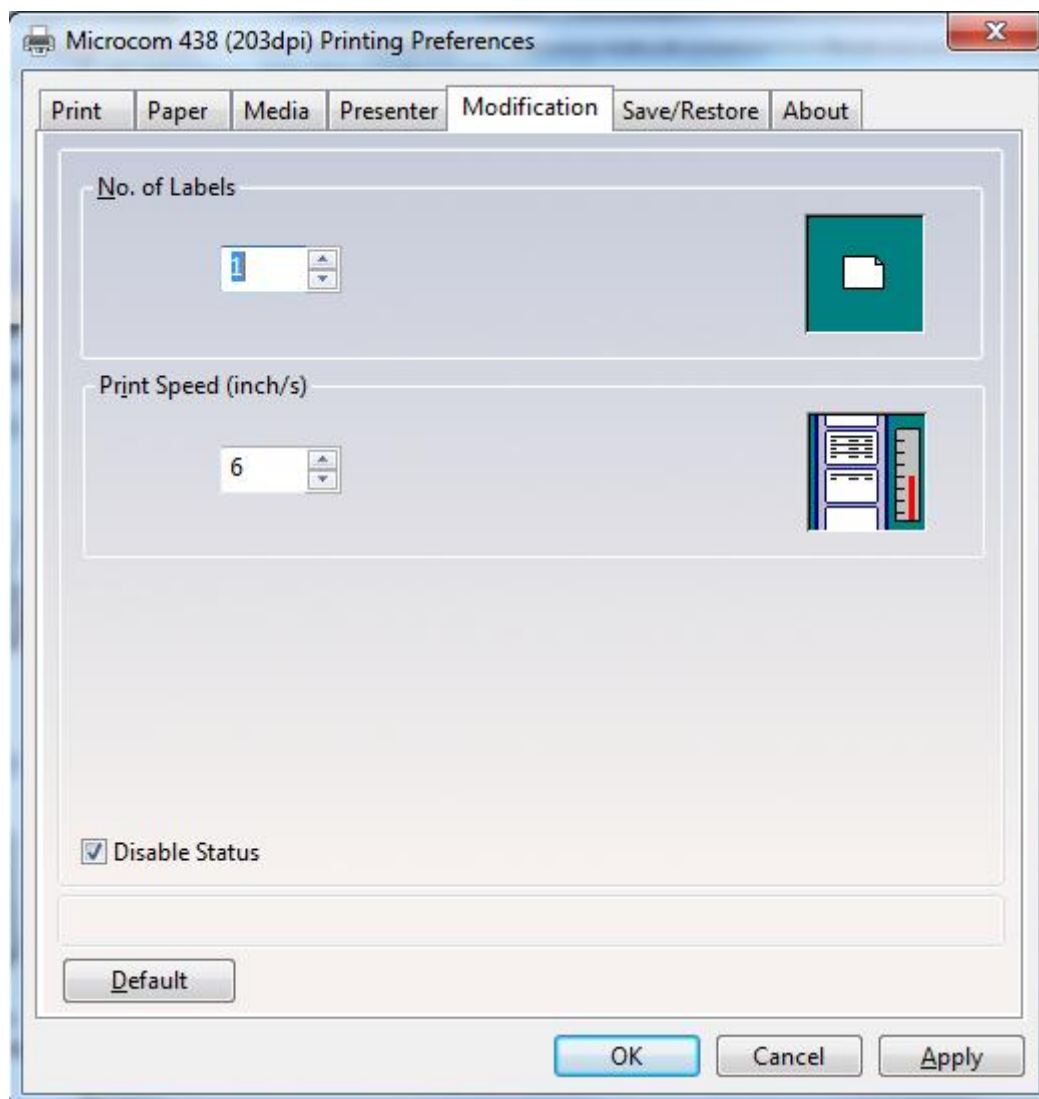 Microcom 438 (203dpi) Printing Preferences
Print Paper Media Presenter Modification Save/Restore About
No. of Labels
1
Print Speed (inch/s)
6
Disable Status
Default
OK Cancel Apply